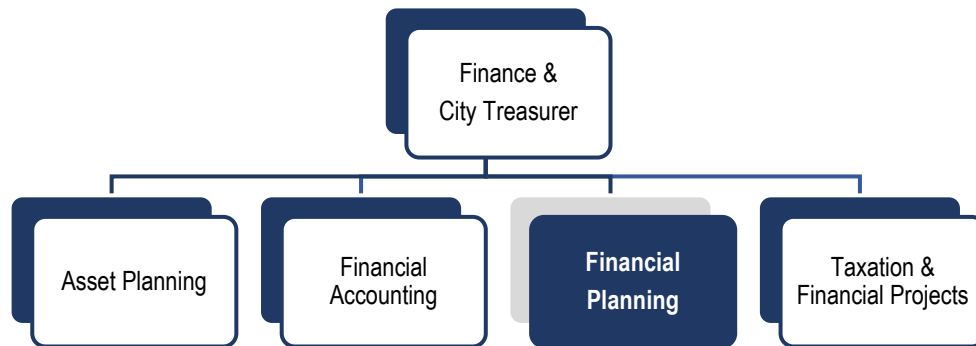 Finance &
City Treasurer
Asset Planning
Financial
Accounting
Financial
Planning
Taxation &
Financial Projects